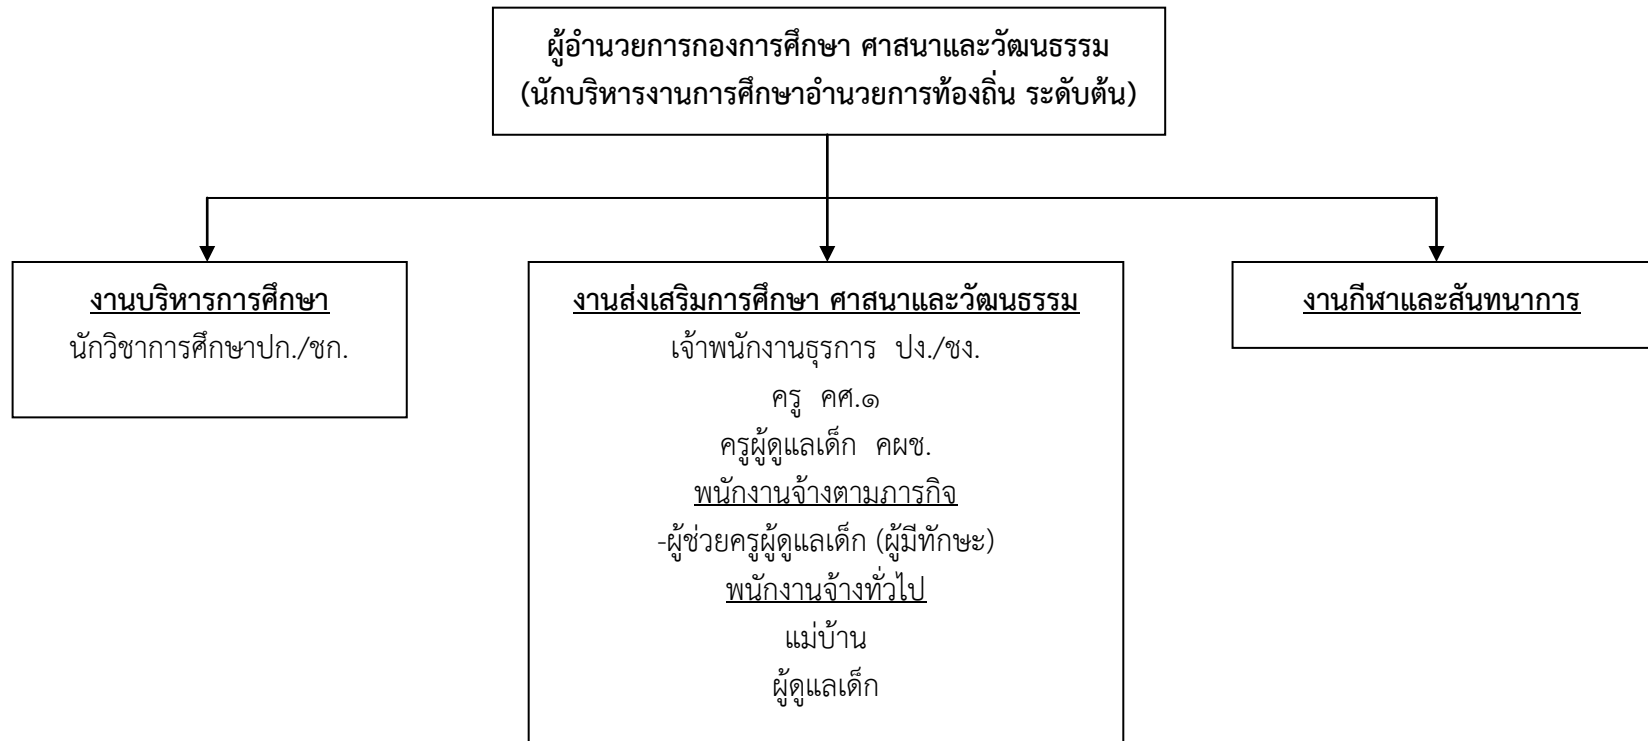 ผู้อำนวยการกองการศึกษา ศาสนาและวัฒนธรรม
(นักบริหารงานการศึกษาอำนวยการท้องถิ่น ระดับต้น)
งานบริหารการศึกษา
นักวิชาการศึกษาปก./ชก.
งานส่งเสริมการศึกษา ศาสนาและวัฒนธรรม
เจ้าพนักงานธุรการ ปง./ชง.
ครู คศ.๑
ครูผู้ดูแลเด็ก คผช.
พนักงานจ้างตามภารกิจ
-ผู้ช่วยครูผู้ดูแลเด็ก (ผู้มีทักษะ)
พนักงานจ้างทั่วไป
แม่บ้าน
ผู้ดูแลเด็ก
งานกีฬาและสันทนาการ